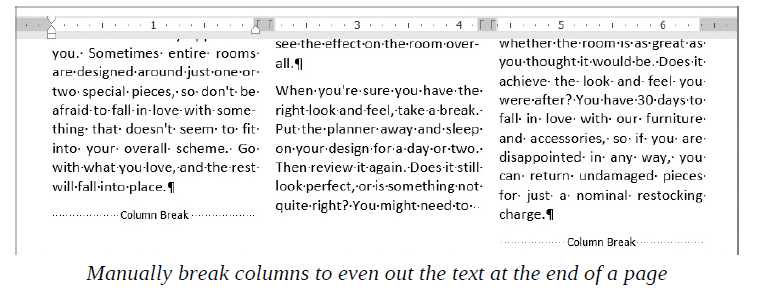 1 3 4 5 6
you. Sometimes entire rooms
are designed around just one or
two special pieces, so don't be
afraid to fall in love with some-
thing that doesn't seem to fit
into your overall scheme. Go
with what you love, and the rest
will fall into place.¶
Column Break
see the effect on the room over-
all.¶
When you're sure you have the
right look and feel, take a break.
Put the planner away and sleep
on your design for a day or two.
Then review it again. Does it still
look perfect, or is something not
quite right? You might need to
whether the room is as great as
you thought it would be. Does it
achieve the look and feel you
were after? You have 30 days to
fall in love with our furniture
and accessories, so if you are
disappointed in any way, you
can return undamaged pieces
for just a nominal restocking
charge.¶
Column Break
Manually break columns to even out the text at the end of a page